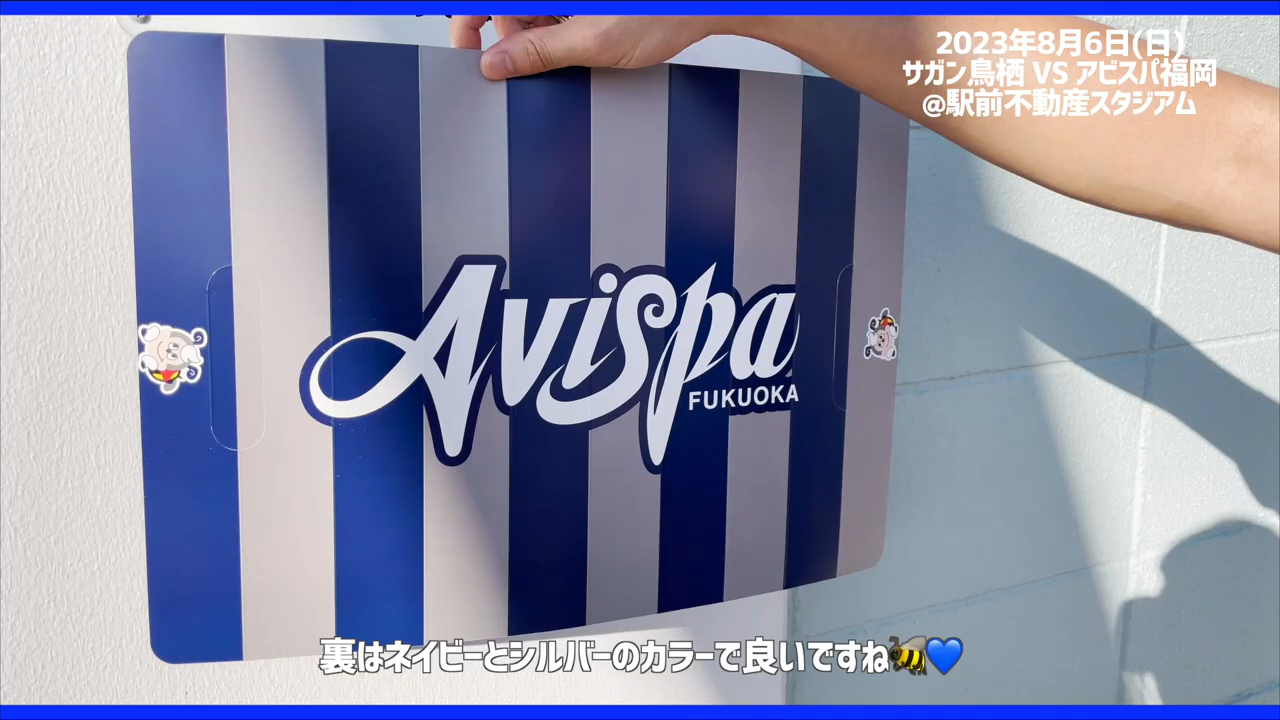 2023年8月6日(日)
サガン鳥栖 VS アビスパ福岡
@駅前不動産スタジアム
Avispa
FUKUOKA
裏はネイビーとシルバーのカラーで良いですね🐝💙